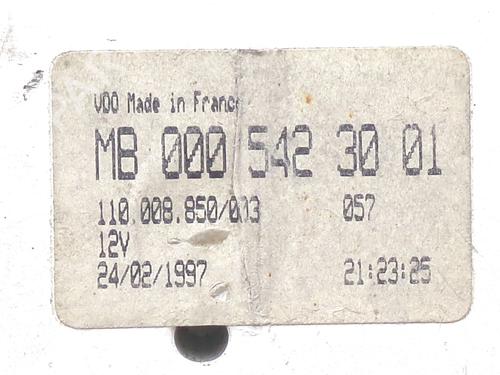 VDO Made in France
MB 000 542 30 01
110.008.850/003 057
12V
24/02/1997 21:23:25